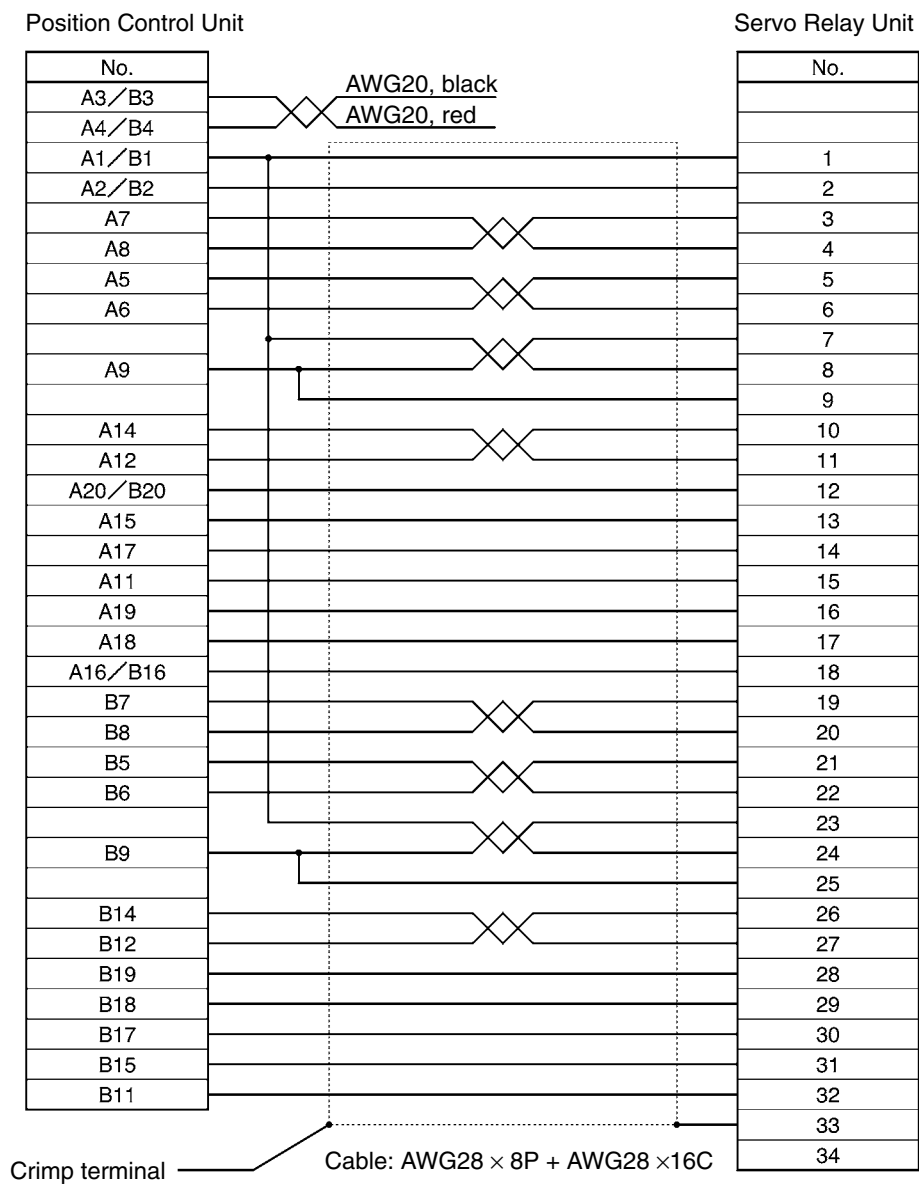 Position Control Unit Servo Relay Unit
No. No.
AWG20, black
A3／B3
AWG20, red
A4／B4
A1／B1 1
A2／B2 2
A7 3
A8 4
A5 5
A6 6
7
A9 8
9
A14 10
A12 11
A20／B20 12
A15 13
A17 14
A11 15
A19 16
A18 17
A16／B16 18
B7 19
B8 20
B5 21
B6 22
23
B9 24
25
B14 26
B12 27
B19 28
B18 29
B17 30
B15 31
B11 32
33
Crimp terminal Cable: AWG28 × 8P + AWG28 ×16C 34